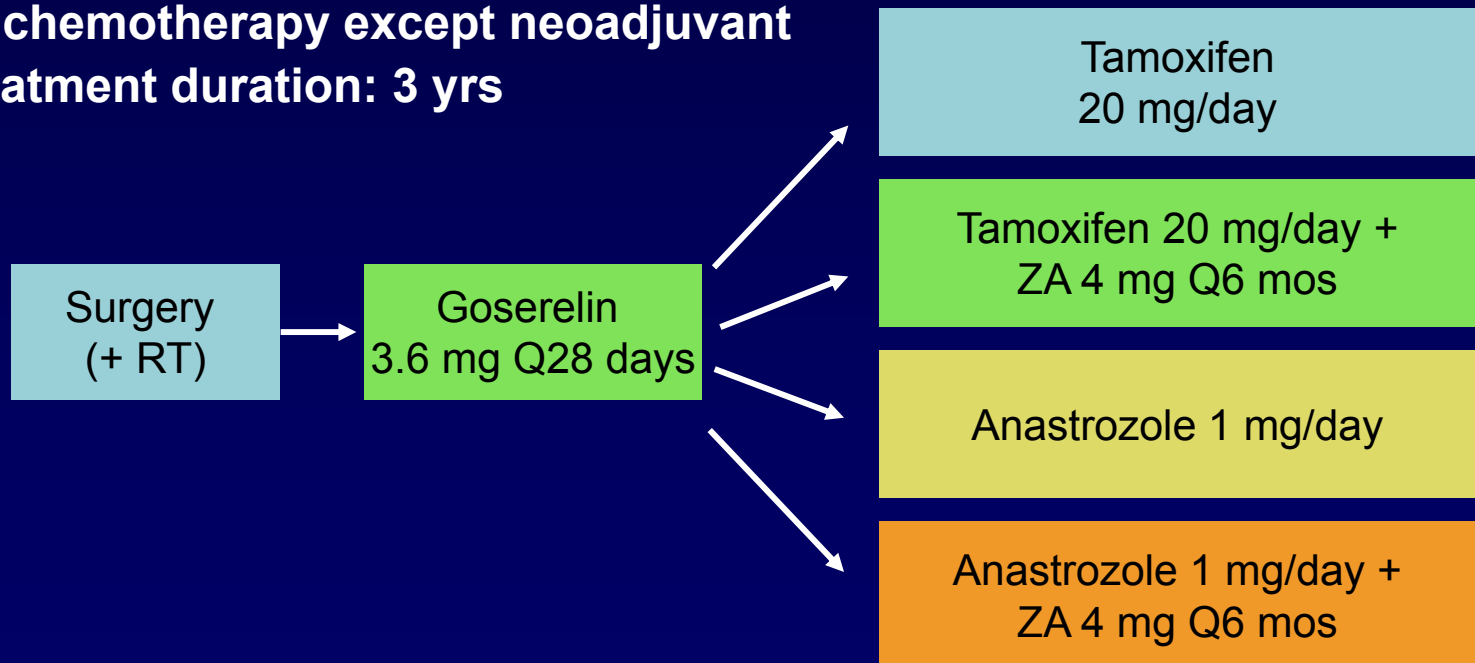 chemotherapy except neoadjuvant
atment duration: 3 yrs
Tamoxifen
20 mg/day
Tamoxifen 20 mg/day +
ZA 4 mg Q6 mos
Surgery
(+ RT)
Goserelin
3.6 mg Q28 days
Anastrozole 1 mg/day
Anastrozole 1 mg/day +
ZA 4 mg Q6 mos